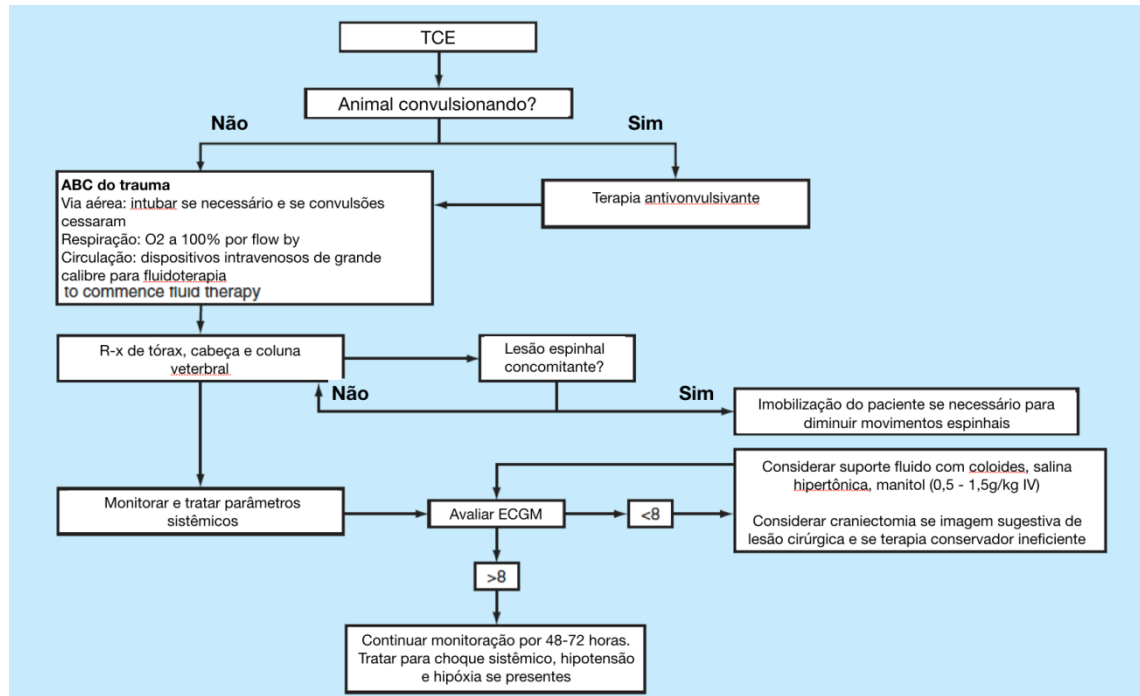 TCE
Animal convulsionando?
Não
Sim
ABC do trauma
Via aérea: intubar se necessário e se convulsões
cessaram
Respiração: O2 a 100% por flow by
Circulação: dispositivos intravenosos de grande
calibre para fluidoterapia
to commence fluid therapy
Terapia antivonvulsivante
R-x de tórax, cabeça e coluna
veterbral
Lesão espinhal
concomitante?
Não
Sim
Imobilização do paciente se necessário para
diminuir movimentos espinhais
Monitorar e tratar parâmetros
sistêmicos
Avaliar ECGM
<8
Considerar suporte fluido com coloides, salina
hipertônica, manitol (0,5 - 1,5g/kg IV)
Considerar craniectomia se imagem sugestiva de
lesão cirúrgica e se terapia conservador ineficiente
>8
Continuar monitoração por 48-72 horas.
Tratar para choque sistêmico, hipotensão
e hipóxia se presentes